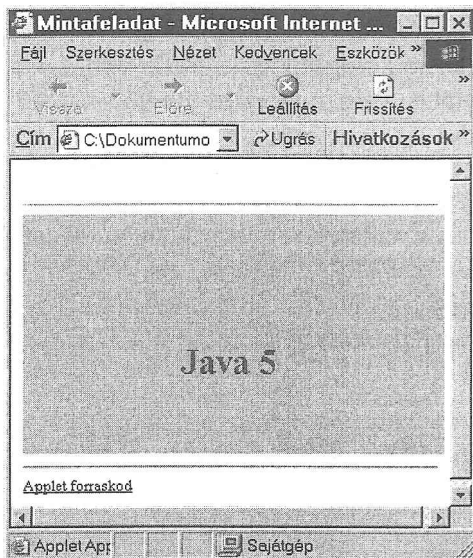 Mintafeladat - Microsoft Internet ...
Fájl Szerkesztés Nézet Kedvencek Eszközök »
Vissza Előre Leállítás Frissítés »
Cím C:\Dokumentumo Ugrás Hivatkozások »
Java 5
Applet forraskod
Applet App Sajátgép